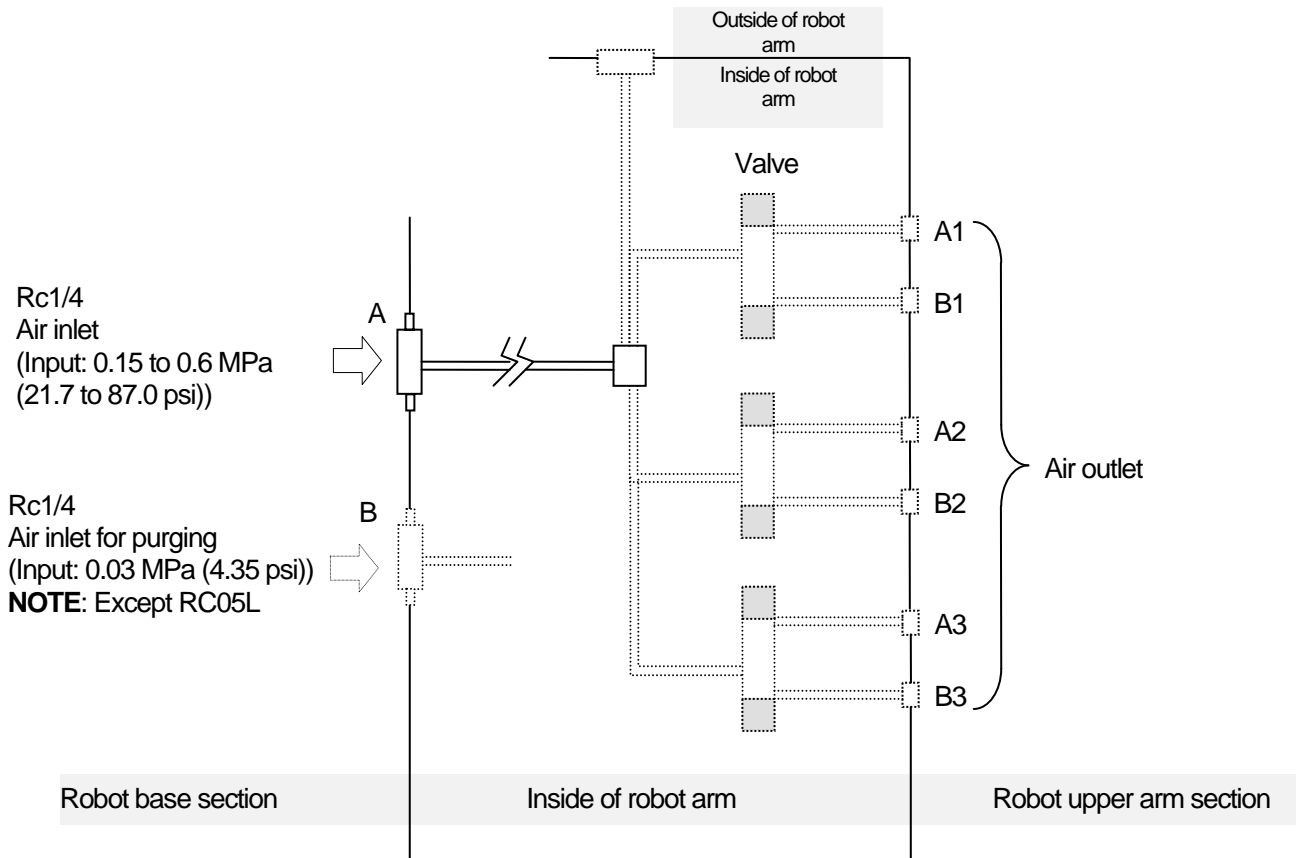 Outside of robot
arm
Inside of robot
arm
Valve
A1
B1
Rc1/4
Air inlet
(Input: 0.15 to 0.6 MPa
(21.7 to 87.0 psi))
A
A2
B2
Air outlet
Rc1/4
Air inlet for purging
(Input: 0.03 MPa (4.35 psi))
NOTE: Except RC05L
B
A3
B3
Robot base section
Inside of robot arm
Robot upper arm section